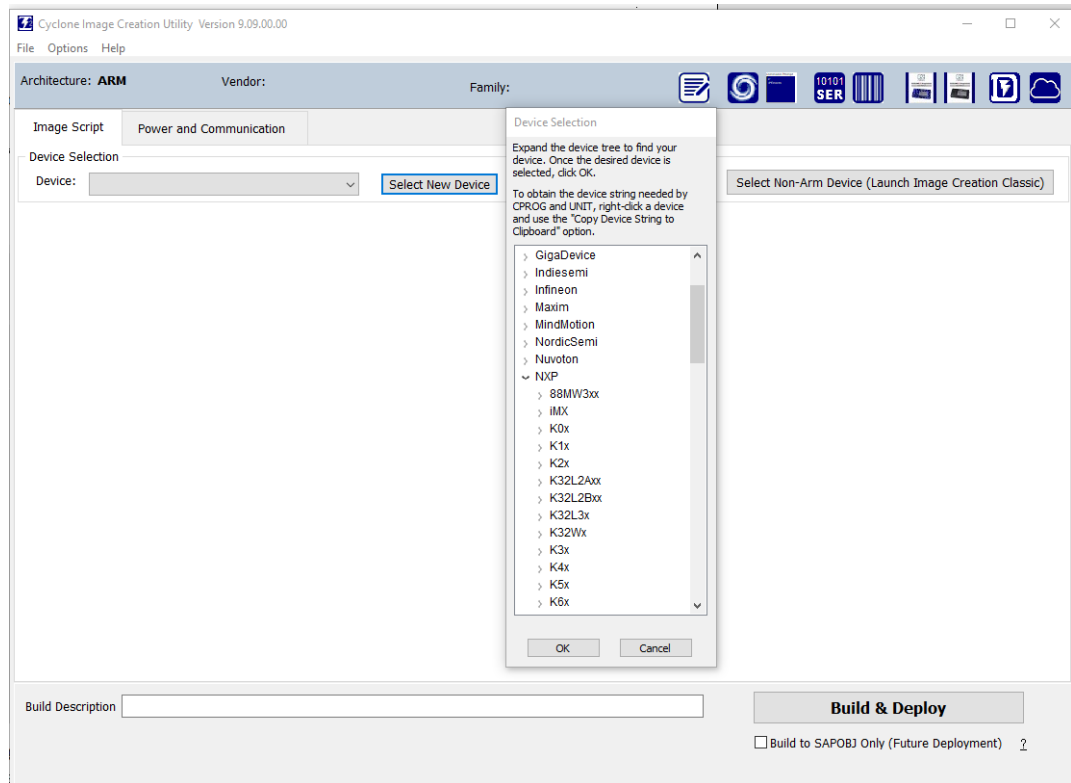 Cyclone Image Creation Utility Version 9.09.00.00
File Options Help
Architecture: ARM Vendor: Family:
10101
SER
Image Script Power and Communication
Device Selection
Device: Select New Device Select Non-Arm Device (Launch Image Creation Classic)
Device Selection
Expand the device tree to find your
device. Once the desired device is
selected, click OK.
To obtain the device string needed by
CPROG and UNIT, right-click a device
and use the "Copy Device String to
Clipboard" option.
GigaDevice
Indiesemi
Infineon
Maxim
MindMotion
NordicSemi
Nuvoton
NXP
88MW3xx
iMX
K0x
K1x
K2x
K32L2Axx
K32L2Bxx
K32L3x
K32Wx
K3x
K4x
K5x
K6x
OK Cancel
Build Description Build & Deploy
Build to SAPOBJ Only (Future Deployment) ?